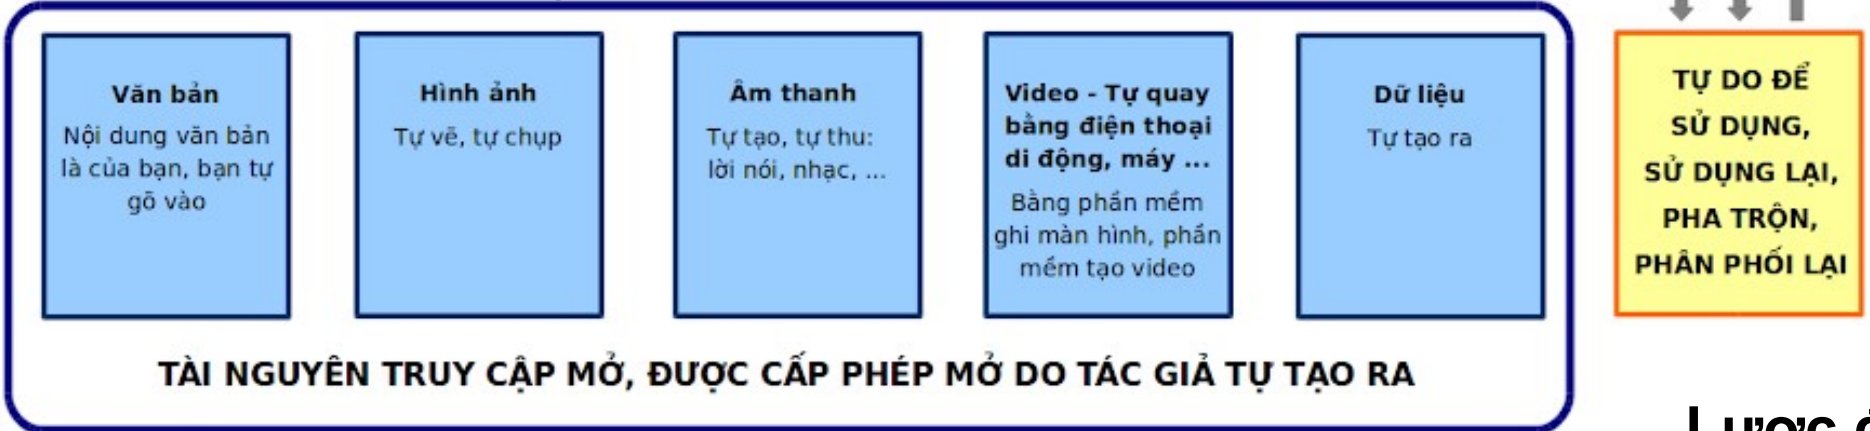 Văn bản
Nội dung văn bản
là của bạn, bạn tự
gõ vào
Hình ảnh
Tự vẽ, tự chụp
Âm thanh
Tự tạo, tự thu:
lời nói, nhạc, ...
Video - Tự quay
bằng điện thoại
di động, máy ...
Bằng phần mềm
ghi màn hình, phần
mềm tạo video
Dữ liệu
Tự tạo ra
TÀI NGUYÊN TRUY CẬP MỞ, ĐƯỢC CẤP PHÉP MỞ DO TÁC GIẢ TỰ TẠO RA
TỰ DO ĐỂ
SỬ DỤNG,
SỬ DỤNG LẠI,
PHA TRỘN,
PHÂN PHỐI LẠI
Lược